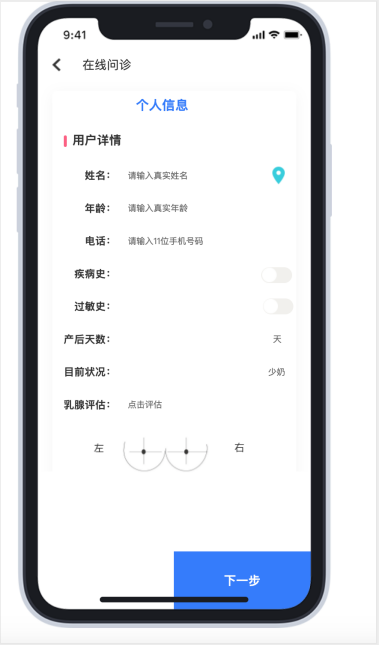 9:41
在线问诊
个人信息
用户详情
姓名： 请输入真实姓名
年龄： 请输入真实年龄
电话： 请输入11位手机号码
疾病史：
过敏史：
产后天数： 天
目前状况： 少奶
乳腺评估： 点击评估
左 右
下一步